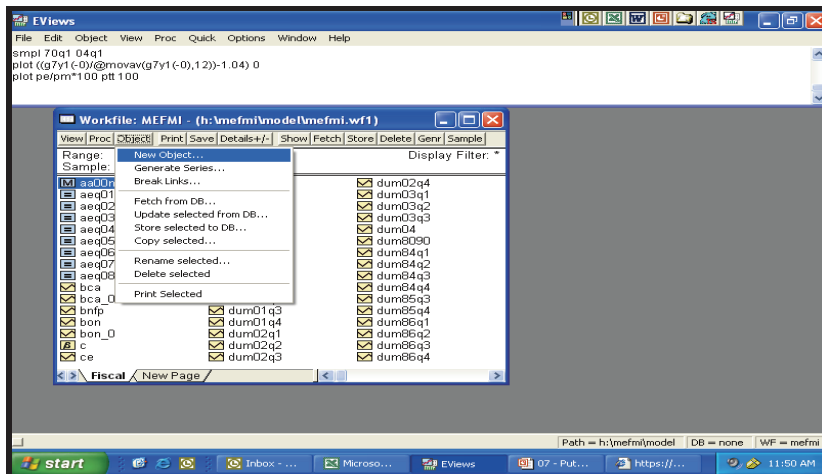 EViews
File Edit Object View Proc Quick Options Window Help
smpl 70q1 04q1
plot ((g7y1(-0)/@movav(g7y1(-0),12))-1.04) 0
plot pe/pm*100 ptt 100
Workfile: MEFMI - (h:\mefmi\model\mefmi.wf1)
View Proc Object Print Save Details+/- Show Fetch Store Delete Genr Sample
Range: Display Filter: *
Sample:
New Object...
Generate Series...
Break Links...
Fetch from DB...
Update selected from DB...
Store selected to DB...
Copy selected...
Rename selected...
Delete selected
Print Selected
aeq01
aeq02
aeq03
aeq04
aeq05
aeq06
aeq07
aeq08
bca
bca_0
bnfp
bon
bon_0
c
ce
dum01q3
dum01q4
dum02q1
dum02q2
dum02q3
dum02q4
dum03q1
dum03q2
dum03q3
dum04
dum8090
dum84q1
dum84q2
dum84q3
dum84q4
dum85q3
dum85q4
dum86q1
dum86q2
dum86q3
dum86q4
Fiscal New Page
Path = h:\mefmi\model DB = none WF = mefmi
start Inbox - ... Microso... EViews 07 - Put... https://... 11:50 AM